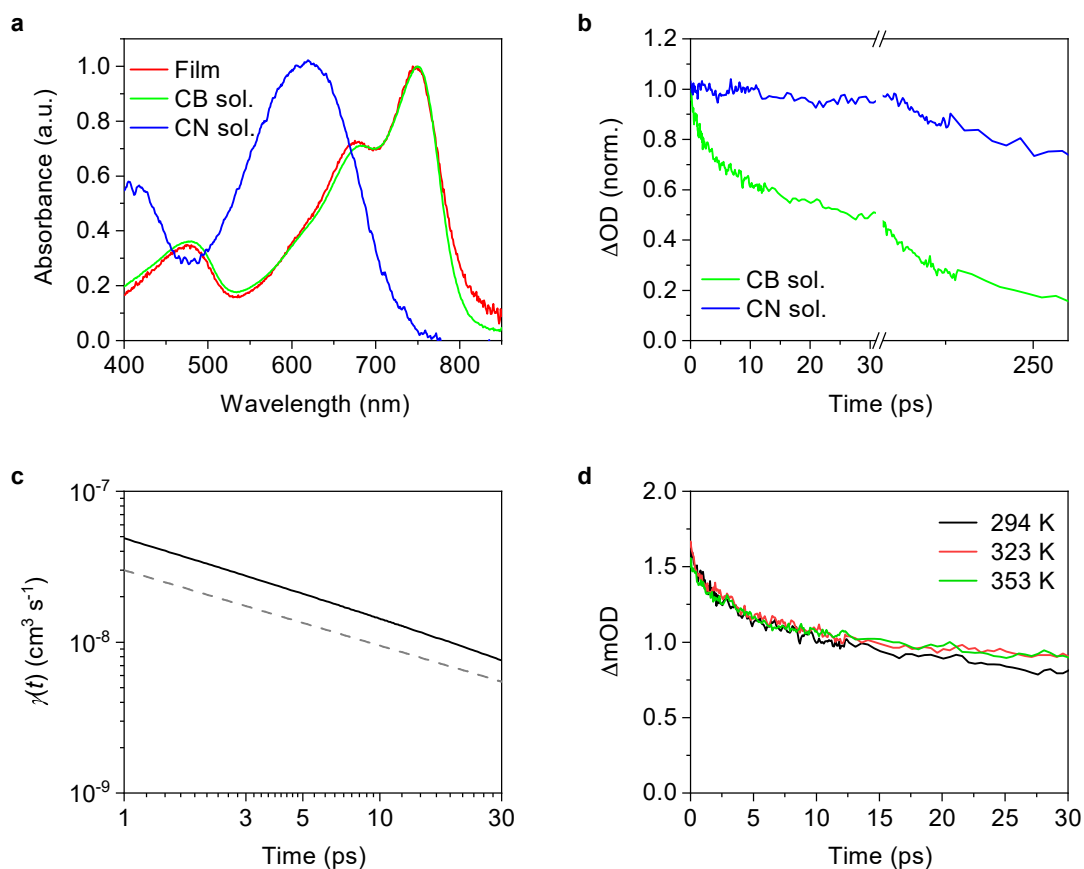 a
Absorbance (a.u.)
1.0
0.8
0.6
0.4
0.2
0.0
Film
CB sol.
CN sol.
400 500 600 700 800
Wavelength (nm)
b
ΔOD (norm.)
1.2
1.0
0.8
0.6
0.4
0.2
0.0
CB sol.
CN sol.
0 10 20 30 250
Time (ps)
c
γ(t) (cm³ s⁻¹)
10⁻⁷
10⁻⁸
10⁻⁹
1 3 5 10 30
Time (ps)
d
ΔmOD
2.0
1.5
1.0
0.5
0.0
294 K
323 K
353 K
0 5 10 15 20 25 30
Time (ps)